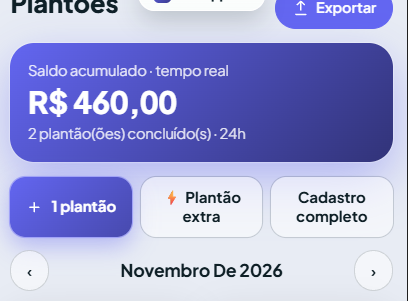 Plantões
Exportar
Saldo acumulado · tempo real
R$ 460,00
2 plantão(ões) concluído(s) · 24h
+ 1 plantão
Plantão
extra
Cadastro
completo
‹ Novembro De 2026 ›